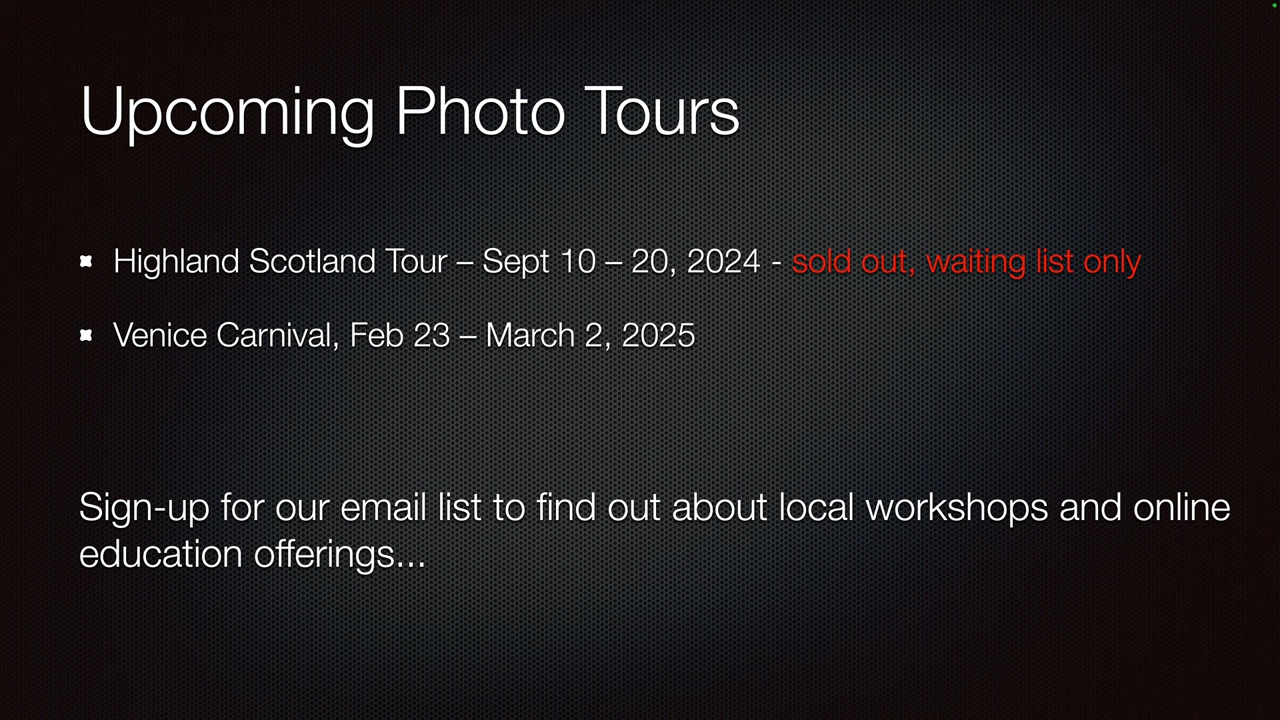 Upcoming Photo Tours
Highland Scotland Tour – Sept 10 – 20, 2024 - sold out, waiting list only
Venice Carnival, Feb 23 – March 2, 2025
Sign-up for our email list to find out about local workshops and online
education offerings...